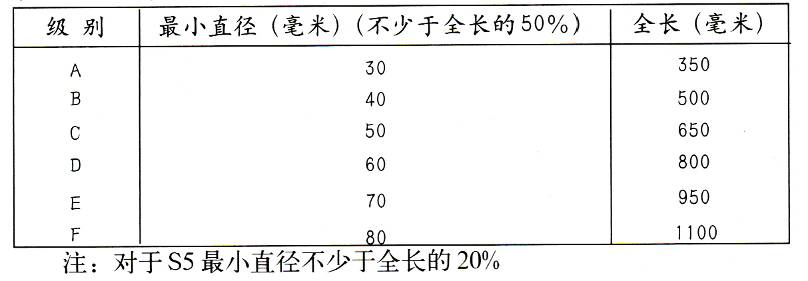 级别 最小直径（毫米）（不少于全长的50%） 全长（毫米）
A 30 350
B 40 500
C 50 650
D 60 800
E 70 950
F 80 1100
注：对于S5最小直径不少于全长的20%